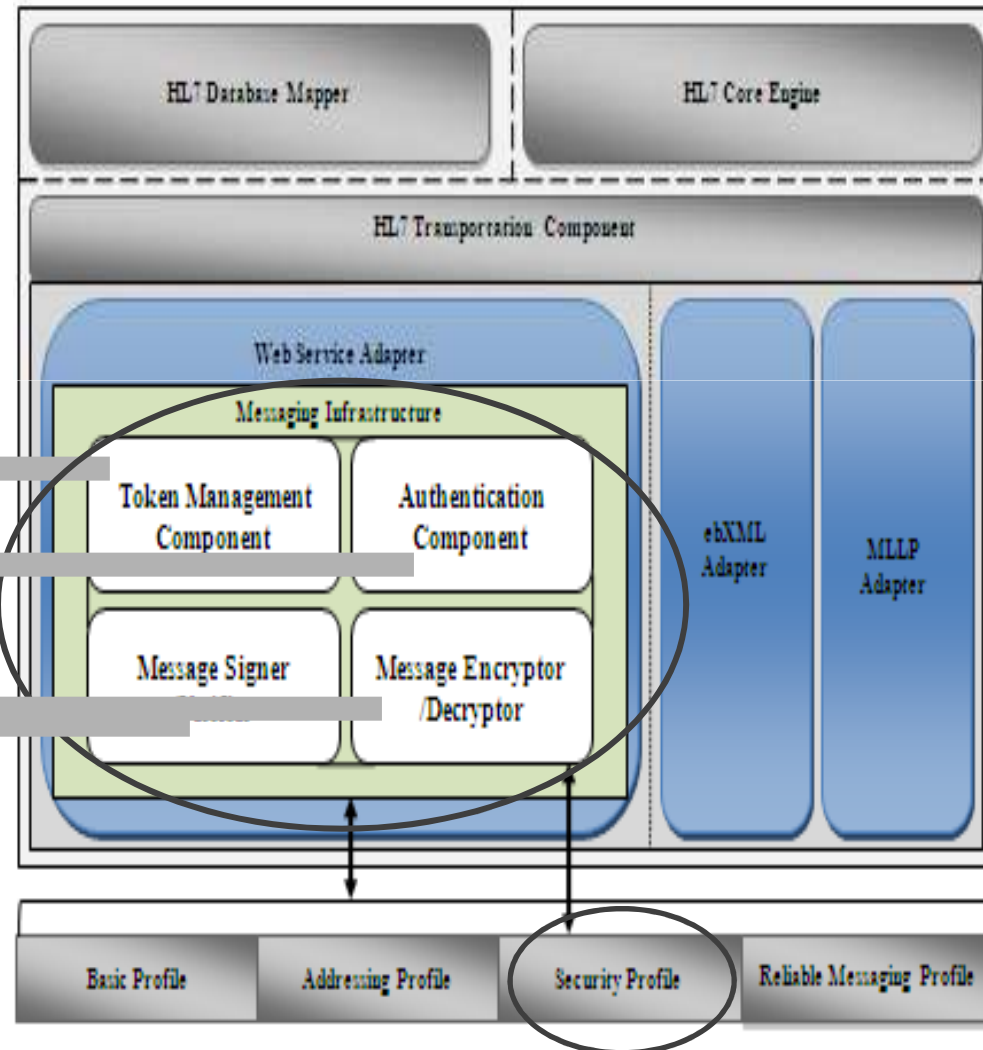 HL7 Database Mapper
HL7 Core Engine
HL7 Transportation Component
Web Service Adapter
Messaging Infrastructure
Token Management
Component
Authentication
Component
Message Signer
Message Encryptor
/Decryptor
ebXML
Adapter
MLLP
Adapter
Basic Profile
Addressing Profile
Security Profile
Reliable Messaging Profile